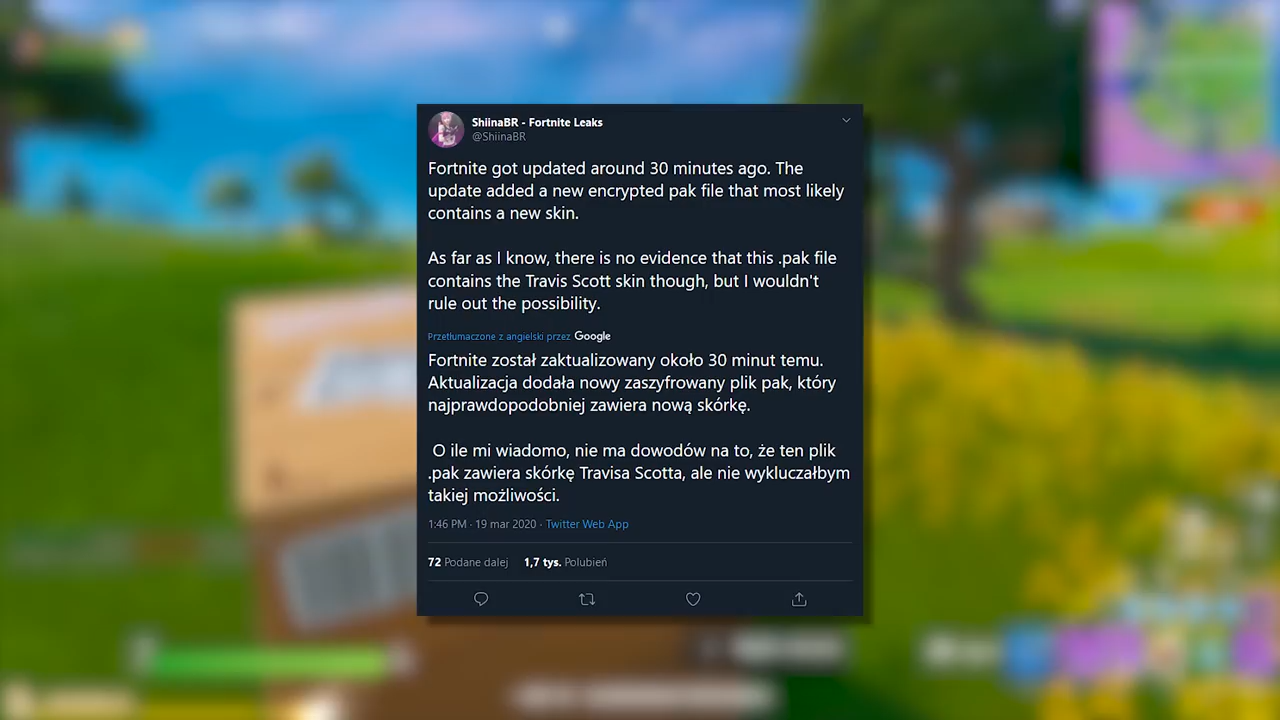 ShiinaBR - Fortnite Leaks
@ShiinaBR
Fortnite got updated around 30 minutes ago. The
update added a new encrypted pak file that most likely
contains a new skin.
As far as I know, there is no evidence that this .pak file
contains the Travis Scott skin though, but I wouldn't
rule out the possibility.
Przetłumaczone z angielski przez Google
Fortnite został zaktualizowany około 30 minut temu.
Aktualizacja dodała nowy zaszyfrowany plik pak, który
najprawdopodobniej zawiera nową skórkę.
O ile mi wiadomo, nie ma dowodów na to, że ten plik
.pak zawiera skórkę Travisa Scotta, ale nie wykluczałbym
takiej możliwości.
1:46 PM · 19 mar 2020 · Twitter Web App
72 Podane dalej 1,7 tys. Polubień